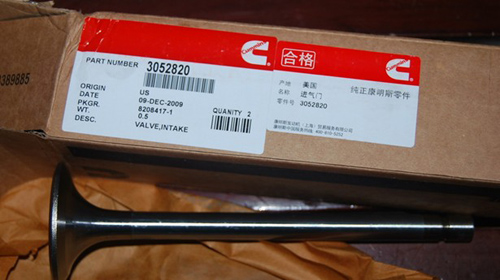 PART NUMBER 3052820
Cummins
ORIGIN US
DATE 09-DEC-2009
PKGR. 8208417-1 QUANTITY 2
WT. 0.5
DESC. VALVE,INTAKE
合格
产地: 美国 纯正康明斯零件
名称: 进气门
零件号: 3052820